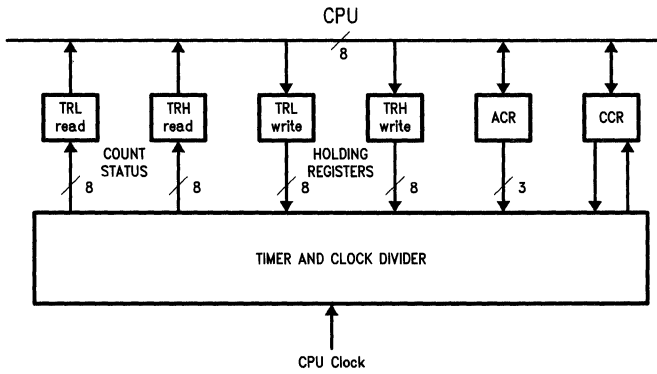 CPU
8
TRL
read
TRH
read
TRL
write
TRH
write
ACR
CCR
COUNT
STATUS
HOLDING
REGISTERS
8
8
8
8
3
TIMER AND CLOCK DIVIDER
CPU Clock